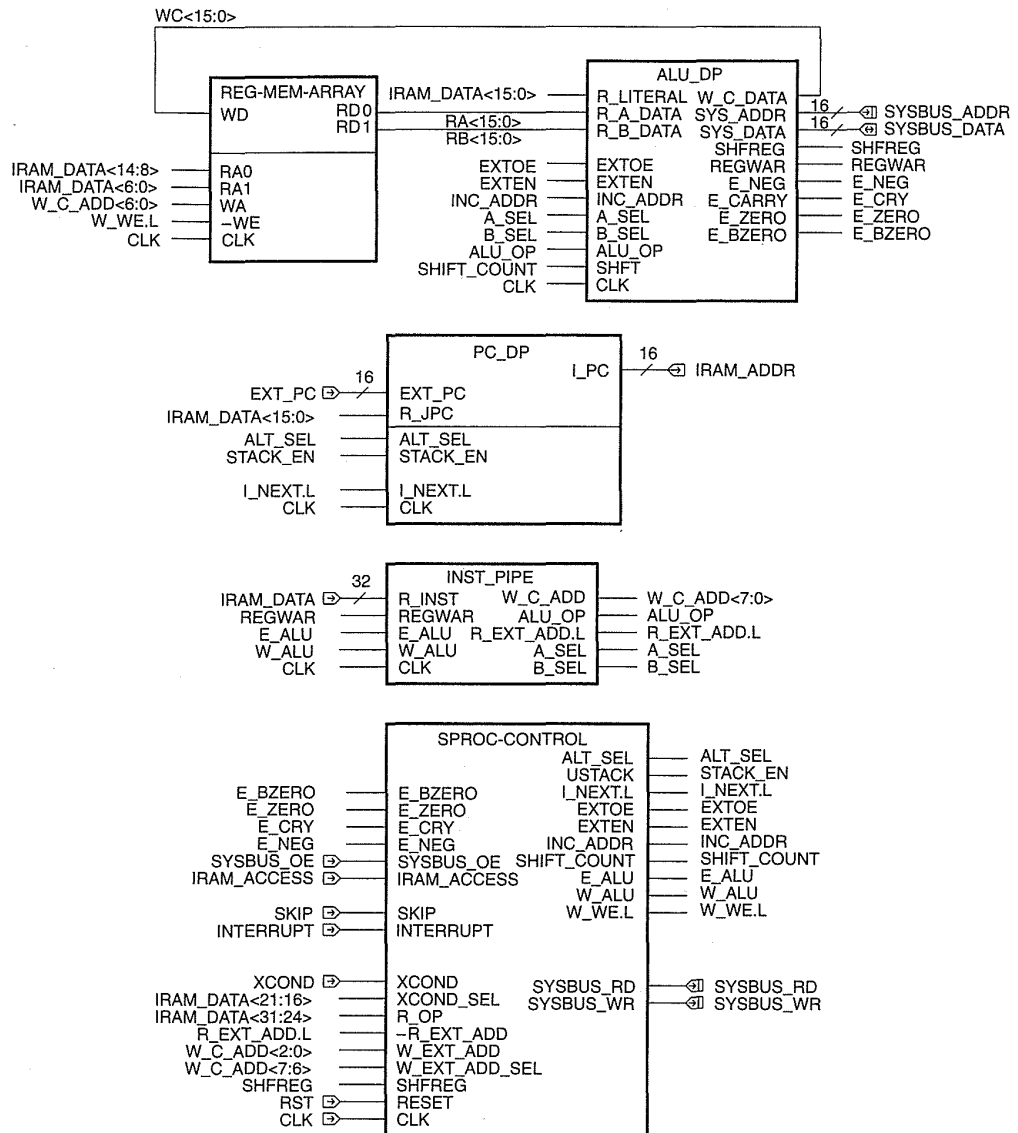 WC<15:0>
REG-MEM-ARRAY
WD
RD0
RD1
IRAM_DATA<14:8>
RA0
IRAM_DATA<6:0>
RA1
W_C_ADD<6:0>
WA
W_WE.L
–WE
CLK
CLK
IRAM_DATA<15:0>
RA<15:0>
RB<15:0>
ALU_DP
R_LITERAL W_C_DATA
R_A_DATA SYS_ADDR
16
SYSBUS_ADDR
R_B_DATA SYS_DATA
16
SYSBUS_DATA
SHFREG
SHFREG
EXTOE
EXTOE
REGWAR
REGWAR
EXTEN
EXTEN
E_NEG
E_NEG
INC_ADDR
INC_ADDR
E_CARRY
E_CRY
A_SEL
A_SEL
E_ZERO
E_ZERO
B_SEL
B_SEL
E_BZERO
E_BZERO
ALU_OP
ALU_OP
SHIFT_COUNT
SHFT
CLK
CLK
PC_DP
I_PC
16
IRAM_ADDR
EXT_PC
16
EXT_PC
IRAM_DATA<15:0>
R_JPC
ALT_SEL
ALT_SEL
STACK_EN
STACK_EN
I_NEXT.L
I_NEXT.L
CLK
CLK
INST_PIPE
IRAM_DATA
32
R_INST
W_C_ADD
W_C_ADD<7:0>
REGWAR
REGWAR
ALU_OP
ALU_OP
E_ALU
E_ALU
R_EXT_ADD.L
R_EXT_ADD.L
W_ALU
W_ALU
A_SEL
A_SEL
CLK
CLK
B_SEL
B_SEL
SPROC-CONTROL
ALT_SEL
ALT_SEL
USTACK
STACK_EN
E_BZERO
E_BZERO
I_NEXT.L
I_NEXT.L
E_ZERO
E_ZERO
EXTOE
EXTOE
E_CRY
E_CRY
EXTEN
EXTEN
E_NEG
E_NEG
INC_ADDR
INC_ADDR
SYSBUS_OE
SYSBUS_OE
SHIFT_COUNT
SHIFT_COUNT
IRAM_ACCESS
IRAM_ACCESS
E_ALU
E_ALU
W_ALU
W_ALU
SKIP
SKIP
W_WE.L
W_WE.L
INTERRUPT
INTERRUPT
XCOND
XCOND
SYSBUS_RD
SYSBUS_RD
IRAM_DATA<21:16>
XCOND_SEL
SYSBUS_WR
SYSBUS_WR
IRAM_DATA<31:24>
R_OP
R_EXT_ADD.L
–R_EXT_ADD
W_C_ADD<2:0>
W_EXT_ADD
W_C_ADD<7:6>
W_EXT_ADD_SEL
SHFREG
SHFREG
RST
RESET
CLK
CLK